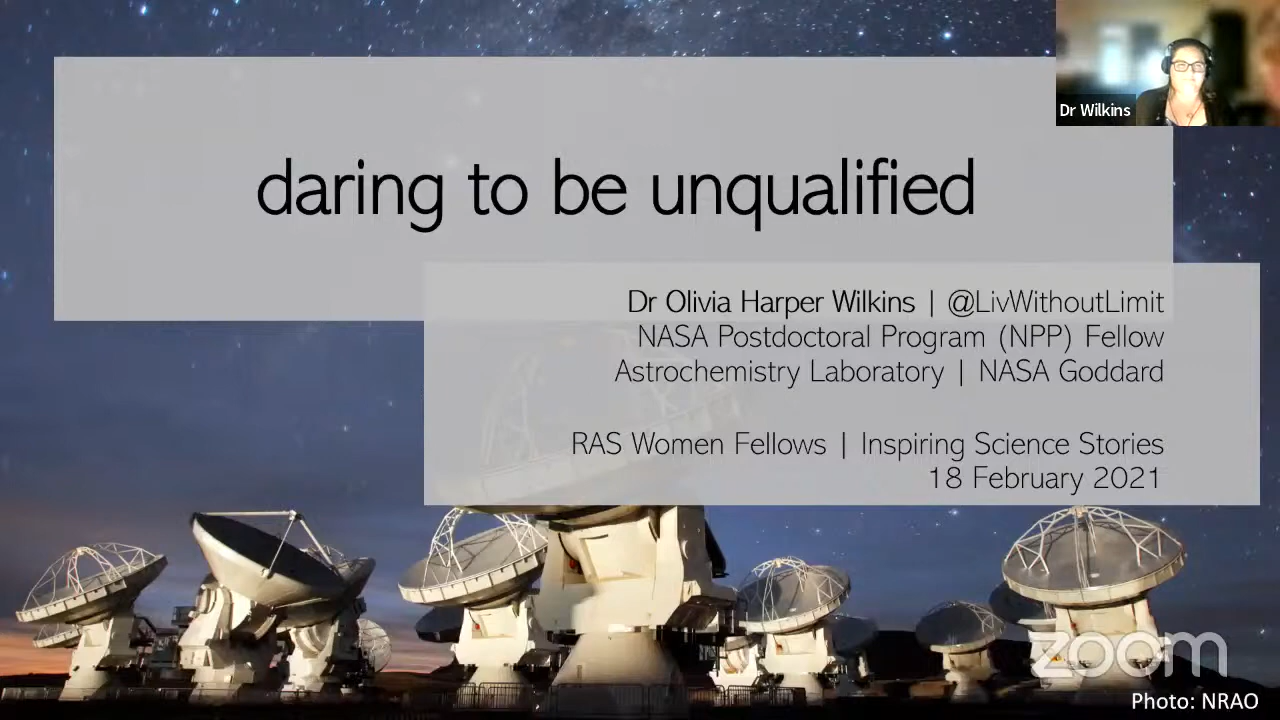 Dr Wilkins
daring to be unqualified
Dr Olivia Harper Wilkins | @LivWithoutLimit
NASA Postdoctoral Program (NPP) Fellow
Astrochemistry Laboratory | NASA Goddard
RAS Women Fellows | Inspiring Science Stories
18 February 2021
zoom
Photo: NRAO